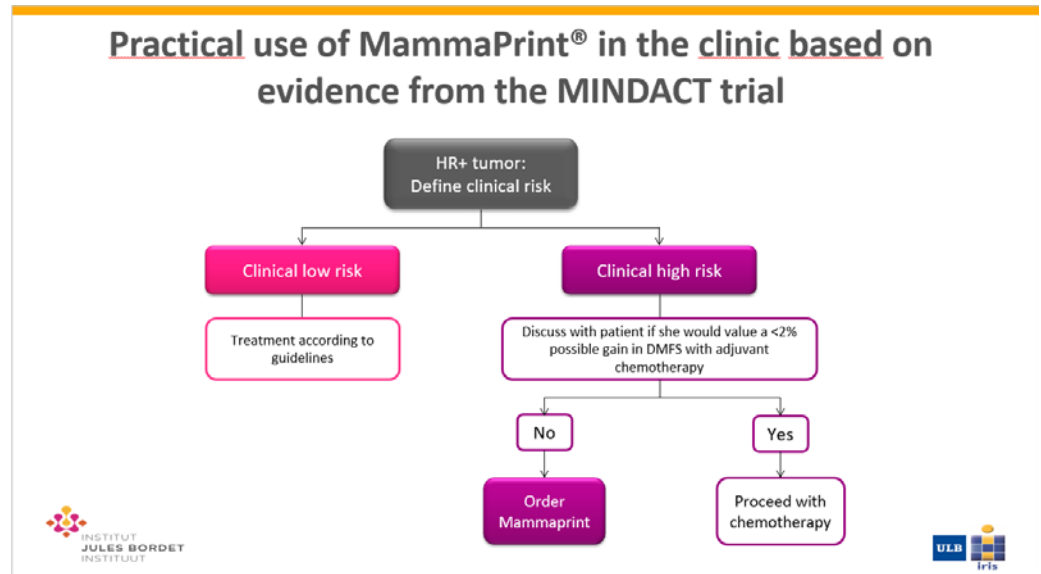 Practical use of MammaPrint® in the clinic based on
evidence from the MINDACT trial
HR+ tumor:
Define clinical risk
Clinical low risk
Clinical high risk
Treatment according to
guidelines
Discuss with patient if she would value a <2%
possible gain in DMFS with adjuvant
chemotherapy
No
Yes
Order
Mammaprint
Proceed with
chemotherapy
INSTITUT
JULES BORDET
INSTITUUT
ULB
iris